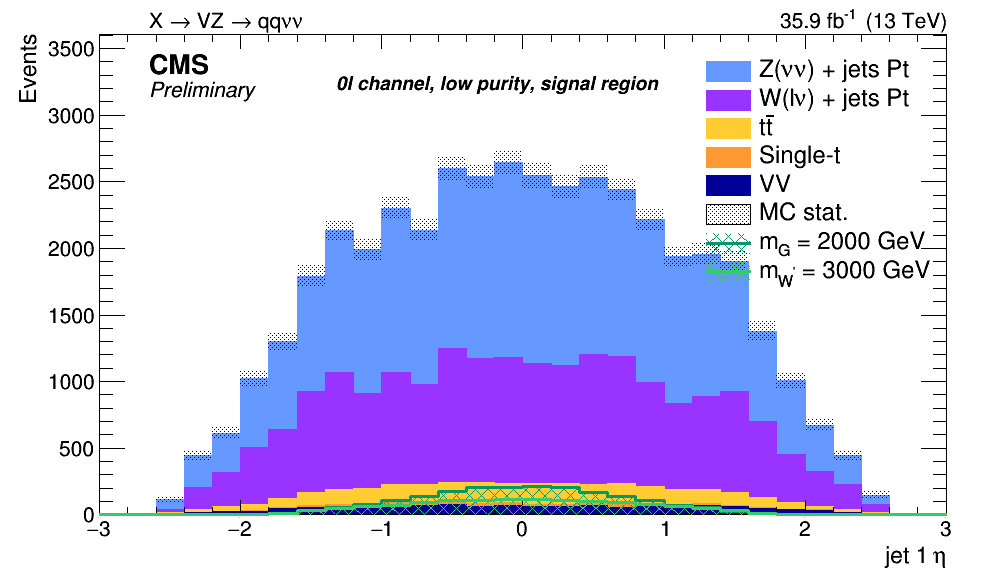 X → VZ → qqνν
35.9 fb⁻¹ (13 TeV)
Events
CMS
Preliminary
0l channel, low purity, signal region
Z(νν) + jets Pt
W(lν) + jets Pt
tt̄
Single-t
VV
MC stat.
m_G = 2000 GeV
m_W' = 3000 GeV
3500
3000
2500
2000
1500
1000
500
0
−3 −2 −1 0 1 2 3
jet 1 η